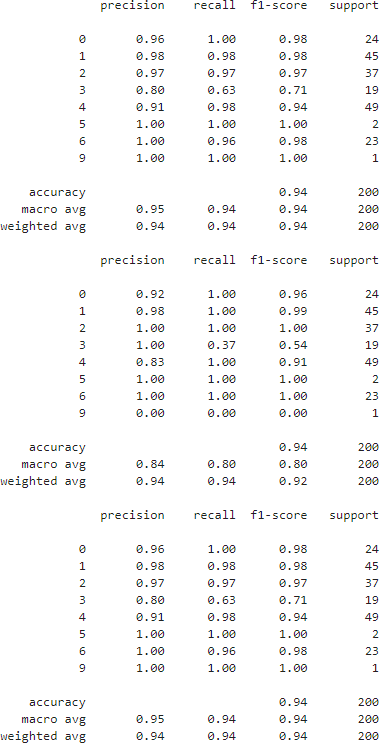 precision recall f1-score support
0 0.96 1.00 0.98 24
1 0.98 0.98 0.98 45
2 0.97 0.97 0.97 37
3 0.80 0.63 0.71 19
4 0.91 0.98 0.94 49
5 1.00 1.00 1.00 2
6 1.00 0.96 0.98 23
9 1.00 1.00 1.00 1
accuracy 0.94 200
macro avg 0.95 0.94 0.94 200
weighted avg 0.94 0.94 0.94 200
precision recall f1-score support
0 0.92 1.00 0.96 24
1 0.98 1.00 0.99 45
2 1.00 1.00 1.00 37
3 1.00 0.37 0.54 19
4 0.83 1.00 0.91 49
5 1.00 1.00 1.00 2
6 1.00 1.00 1.00 23
9 0.00 0.00 0.00 1
accuracy 0.94 200
macro avg 0.84 0.80 0.80 200
weighted avg 0.94 0.94 0.92 200
precision recall f1-score support
0 0.96 1.00 0.98 24
1 0.98 0.98 0.98 45
2 0.97 0.97 0.97 37
3 0.80 0.63 0.71 19
4 0.91 0.98 0.94 49
5 1.00 1.00 1.00 2
6 1.00 0.96 0.98 23
9 1.00 1.00 1.00 1
accuracy 0.94 200
macro avg 0.95 0.94 0.94 200
weighted avg 0.94 0.94 0.94 200